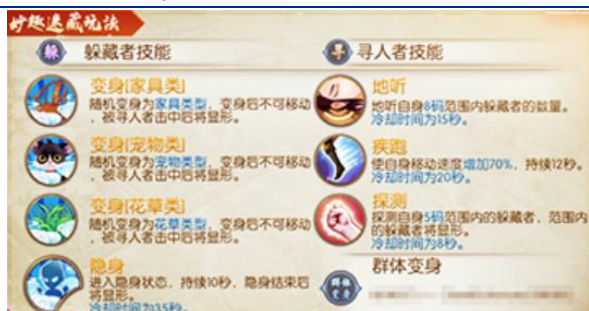 妙趣迷藏玩法
躲
躲藏者技能
变身[家具类]
随机变身为家具类型，变身后不可移动
，被寻人者击中后将显形。
变身[宠物类]
随机变身为宠物类型，变身后不可移动
，被寻人者击中后将显形。
变身[花草类]
随机变身为花草类型，变身后不可移动
，被寻人者击中后将显形。
隐身
进入隐身状态，持续10秒，隐身结束后
将显形。
冷却时间为35秒。
寻
寻人者技能
地听
地听自身8码范围内躲藏者的数量。
冷却时间为15秒。
疾跑
使自身移动速度增加70%，持续12秒。
冷却时间为20秒。
探测
探测自身5码范围内的躲藏者，范围内
的躲藏者将显形。
冷却时间为8秒。
群体变身